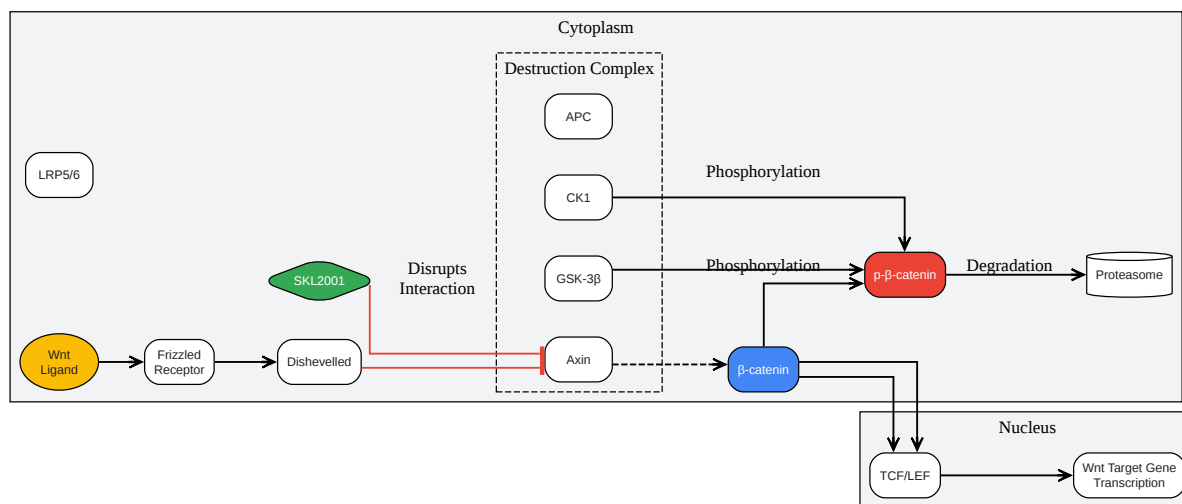 Cytoplasm
Destruction Complex
APC
LRP5/6
Phosphorylation
CK1
SKL2001
Disrupts
Interaction
GSK-3β
Phosphorylation
p-β-catenin
Degradation
Proteasome
Wnt
Ligand
Frizzled
Receptor
Dishevelled
Axin
β-catenin
Nucleus
TCF/LEF
Wnt Target Gene
Transcription